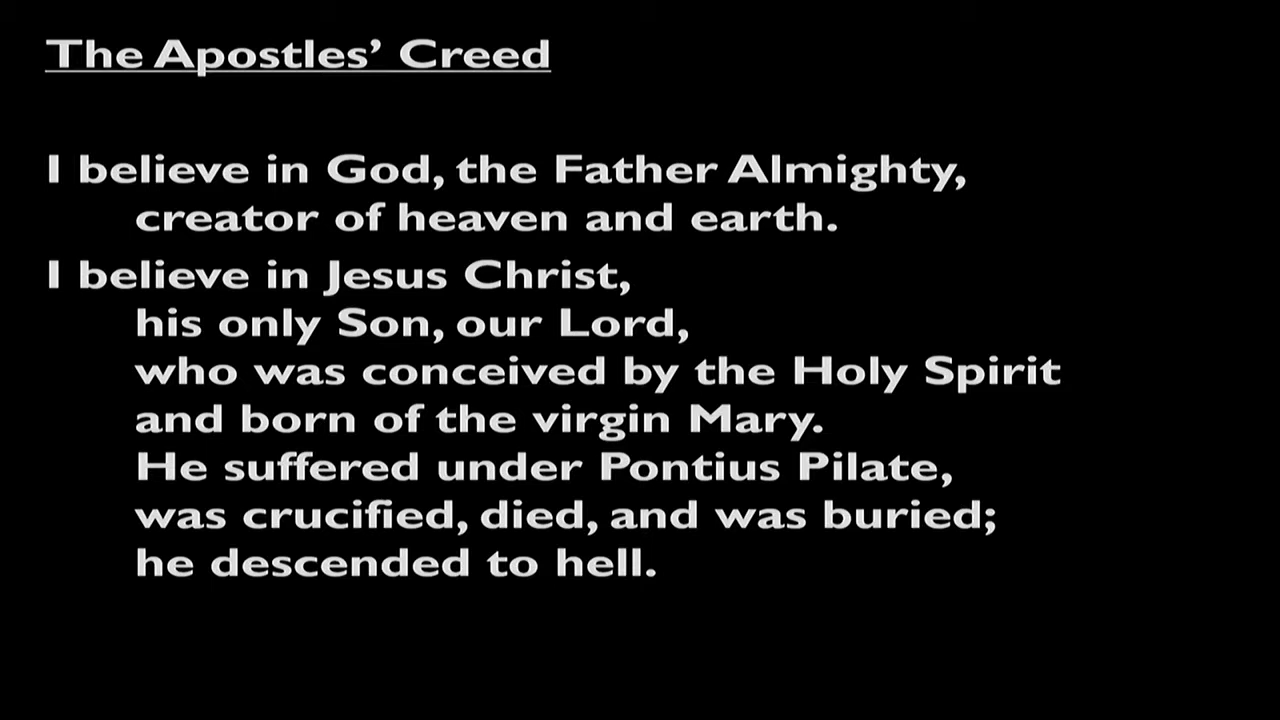 The Apostles’ Creed
I believe in God, the Father Almighty,
creator of heaven and earth.
I believe in Jesus Christ,
his only Son, our Lord,
who was conceived by the Holy Spirit
and born of the virgin Mary.
He suffered under Pontius Pilate,
was crucified, died, and was buried;
he descended to hell.